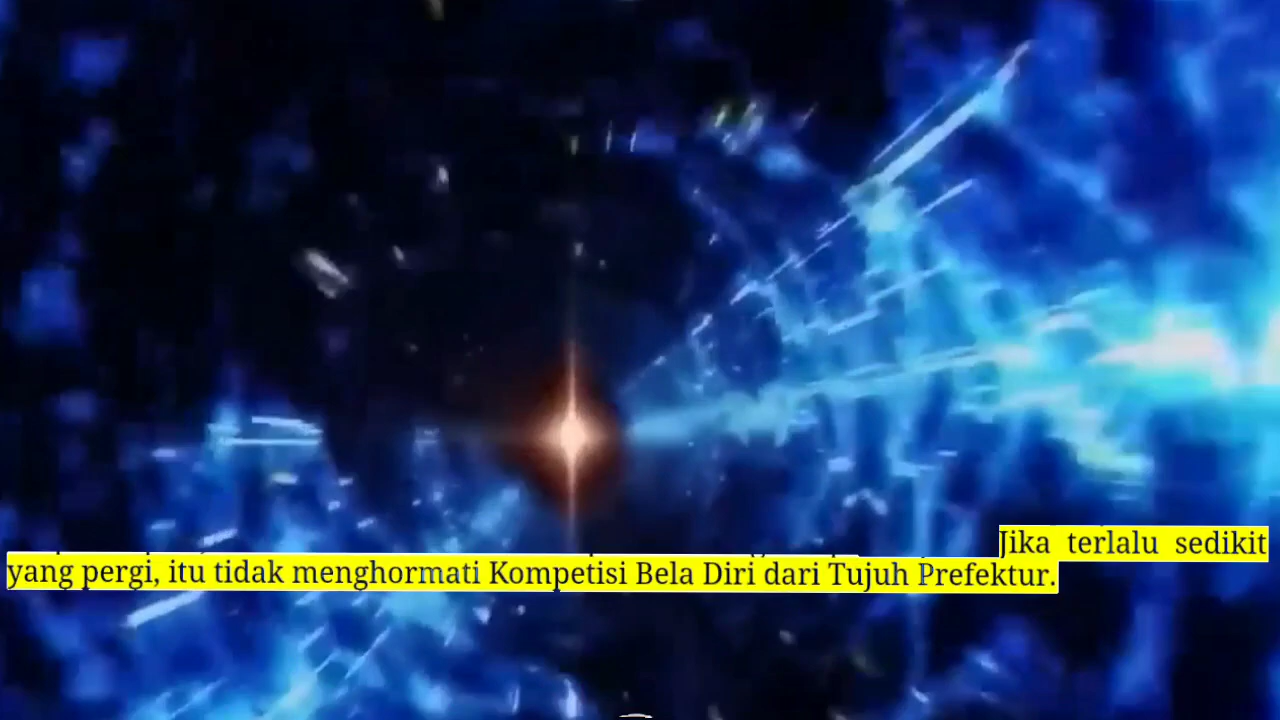 Jika terlalu sedikit
yang pergi, itu tidak menghormati Kompetisi Bela Diri dari Tujuh Prefektur.